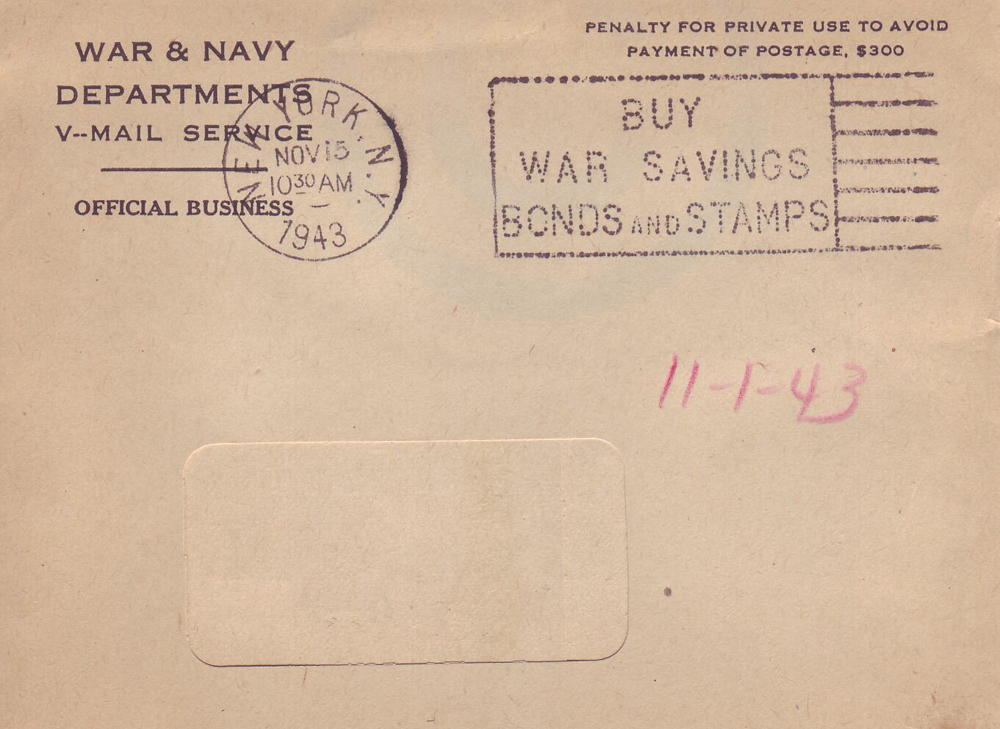 WAR & NAVY
DEPARTMENTS
V--MAIL SERVICE
OFFICIAL BUSINESS
NEW YORK, N.Y.
NOV 15
10 30 AM
1943
PENALTY FOR PRIVATE USE TO AVOID
PAYMENT OF POSTAGE, $300
BUY
WAR SAVINGS
BONDS AND STAMPS
11-1-43